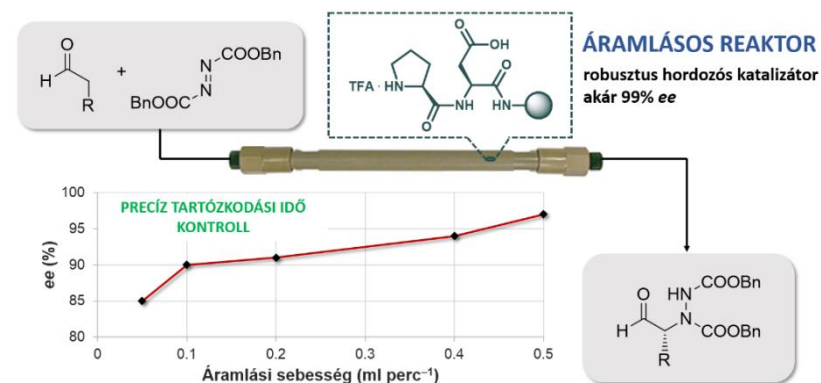 O
H
R
+
COOBn
N
N
BnOOC
TFA · HN
O
N
H
O
OH
O
HN
ÁRAMLÁSOS REAKTOR
robusztus hordozós katalizátor
akár 99% ee
PRECÍZ TARTÓZKODÁSI IDŐ
KONTROLL
ee (%)
100
95
90
85
80
0
0.1
0.2
0.3
0.4
0.5
Áramlási sebesség (ml perc⁻¹)
O
H
R
HN
COOBn
N
COOBn